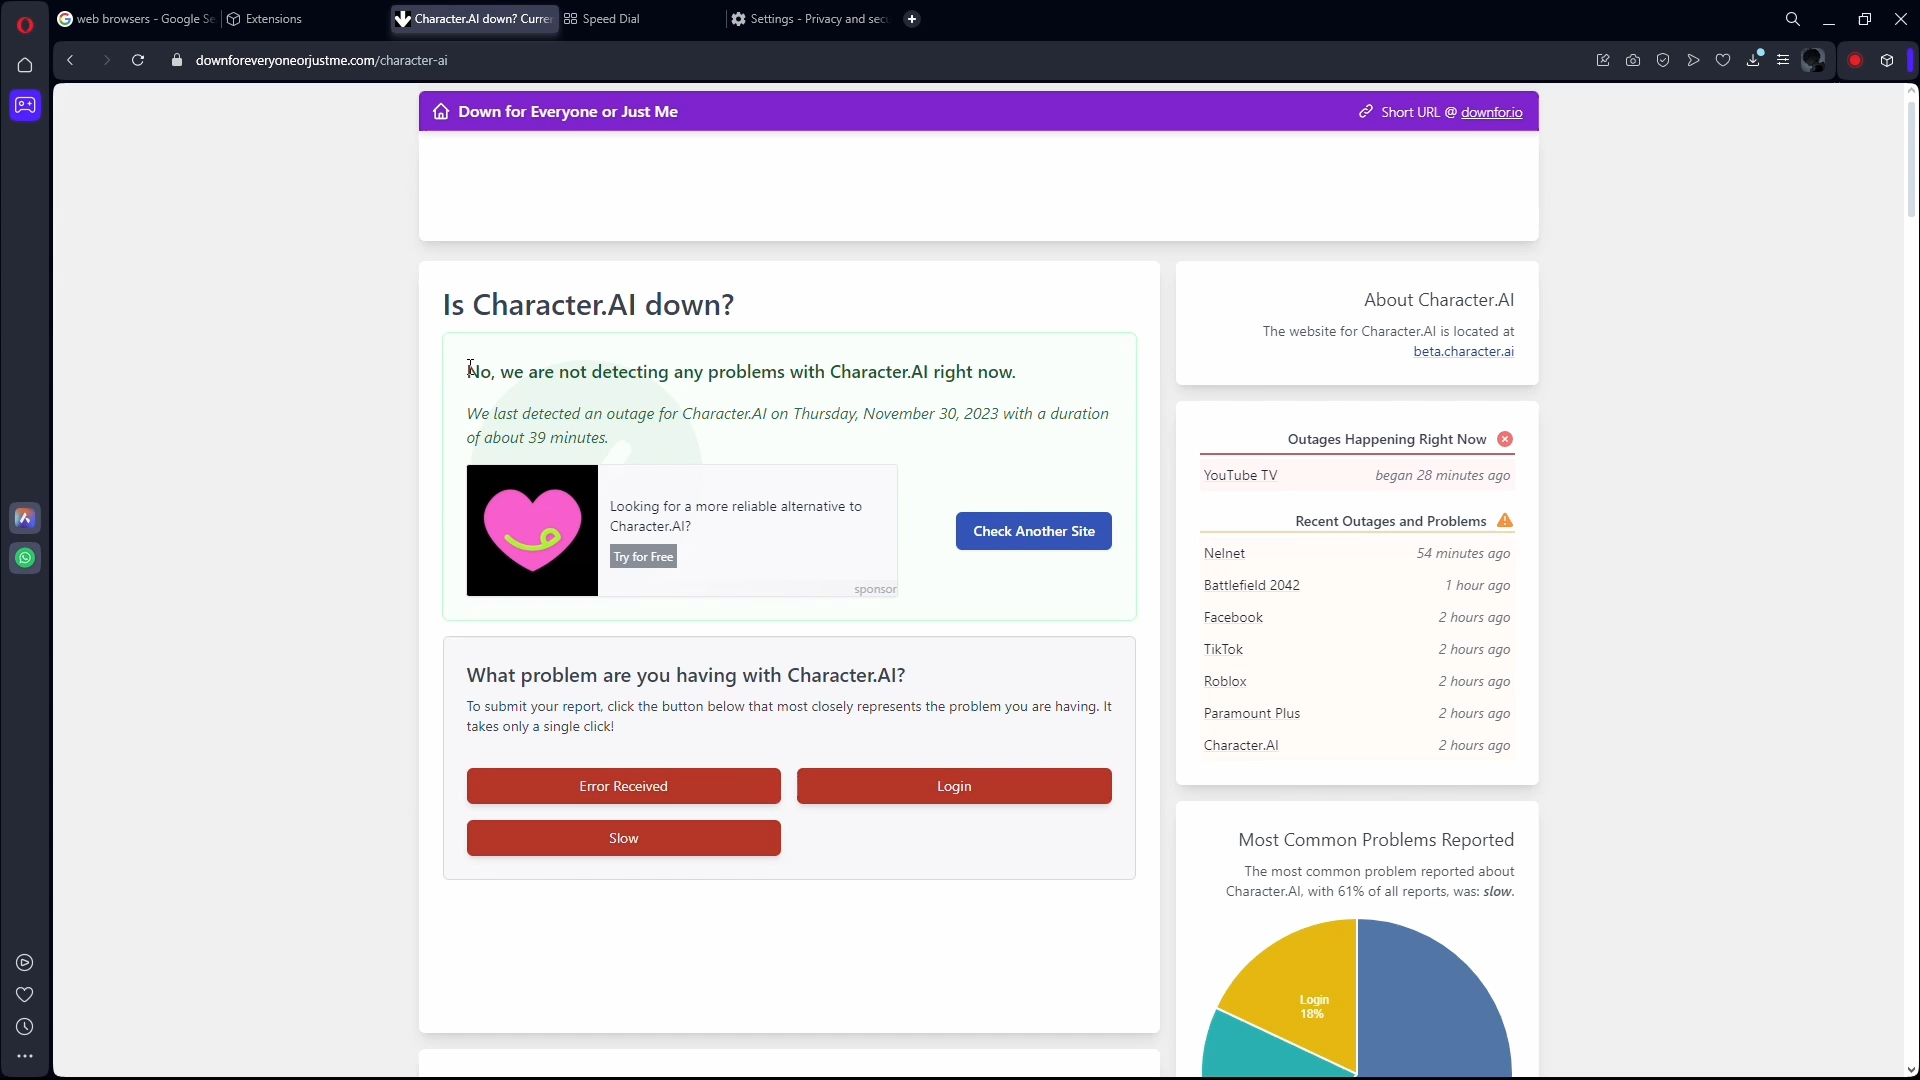 web browsers - Google Se
Extensions
Character.AI down? Curre
Speed Dial
Settings - Privacy and sec
downforeveryoneorjustme.com/character-ai
Down for Everyone or Just Me
Short URL @ downfor.io
Is Character.AI down?
No, we are not detecting any problems with Character.AI right now.
We last detected an outage for Character.AI on Thursday, November 30, 2023 with a duration
of about 39 minutes.
Looking for a more reliable alternative to
Character.AI?
Try for Free
sponsor
Check Another Site
What problem are you having with Character.AI?
To submit your report, click the button below that most closely represents the problem you are having. It
takes only a single click!
Error Received
Login
Slow
About Character.AI
The website for Character.AI is located at
beta.character.ai
Outages Happening Right Now
YouTube TV began 28 minutes ago
Recent Outages and Problems
Nelnet 54 minutes ago
Battlefield 2042 1 hour ago
Facebook 2 hours ago
TikTok 2 hours ago
Roblox 2 hours ago
Paramount Plus 2 hours ago
Character.AI 2 hours ago
Most Common Problems Reported
The most common problem reported about
Character.AI, with 61% of all reports, was: slow.
Login
18%